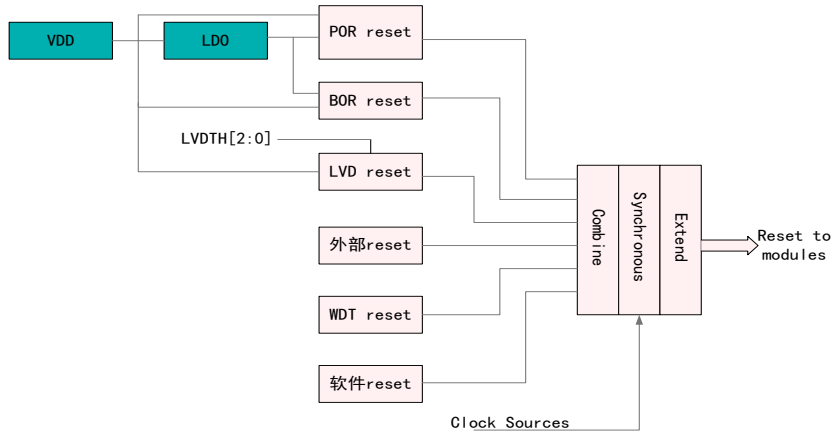 VDD
LDO
POR reset
BOR reset
LVDTH[2:0]
LVD reset
外部reset
WDT reset
软件reset
Combine
Synchronous
Extend
Reset to
modules
Clock Sources